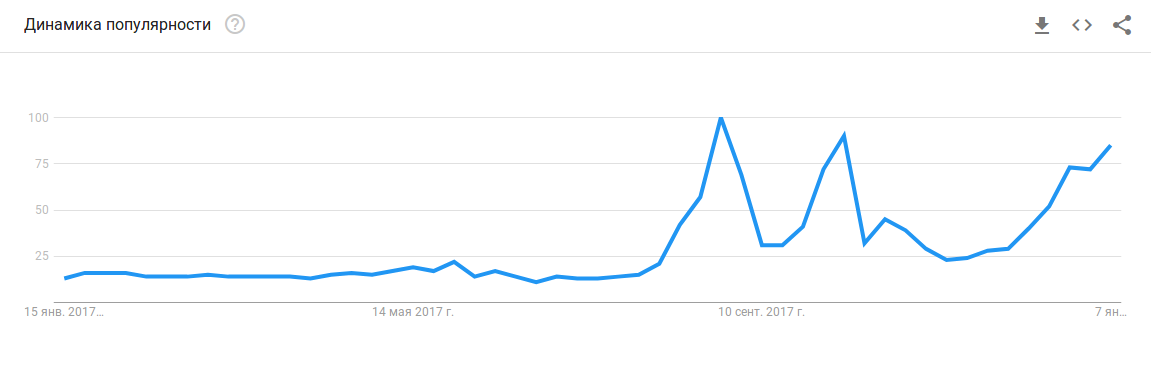 Динамика популярности ?
100
75
50
25
15 янв. 2017...
14 мая 2017 г.
10 сент. 2017 г.
7 ян...